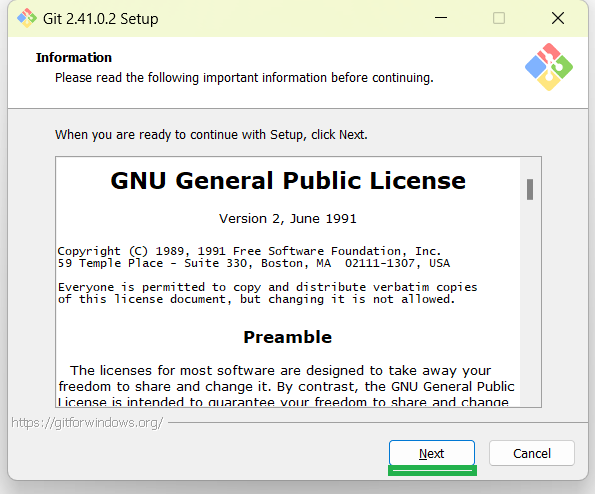 Git 2.41.0.2 Setup
Information
Please read the following important information before continuing.
When you are ready to continue with Setup, click Next.
GNU General Public License
Version 2, June 1991
Copyright (C) 1989, 1991 Free Software Foundation, Inc.
59 Temple Place - Suite 330, Boston, MA  02111-1307, USA
Everyone is permitted to copy and distribute verbatim copies
of this license document, but changing it is not allowed.
Preamble
The licenses for most software are designed to take away your
freedom to share and change it. By contrast, the GNU General Public
License is intended to guarantee your freedom to share and change
https://gitforwindows.org/
Next
Cancel